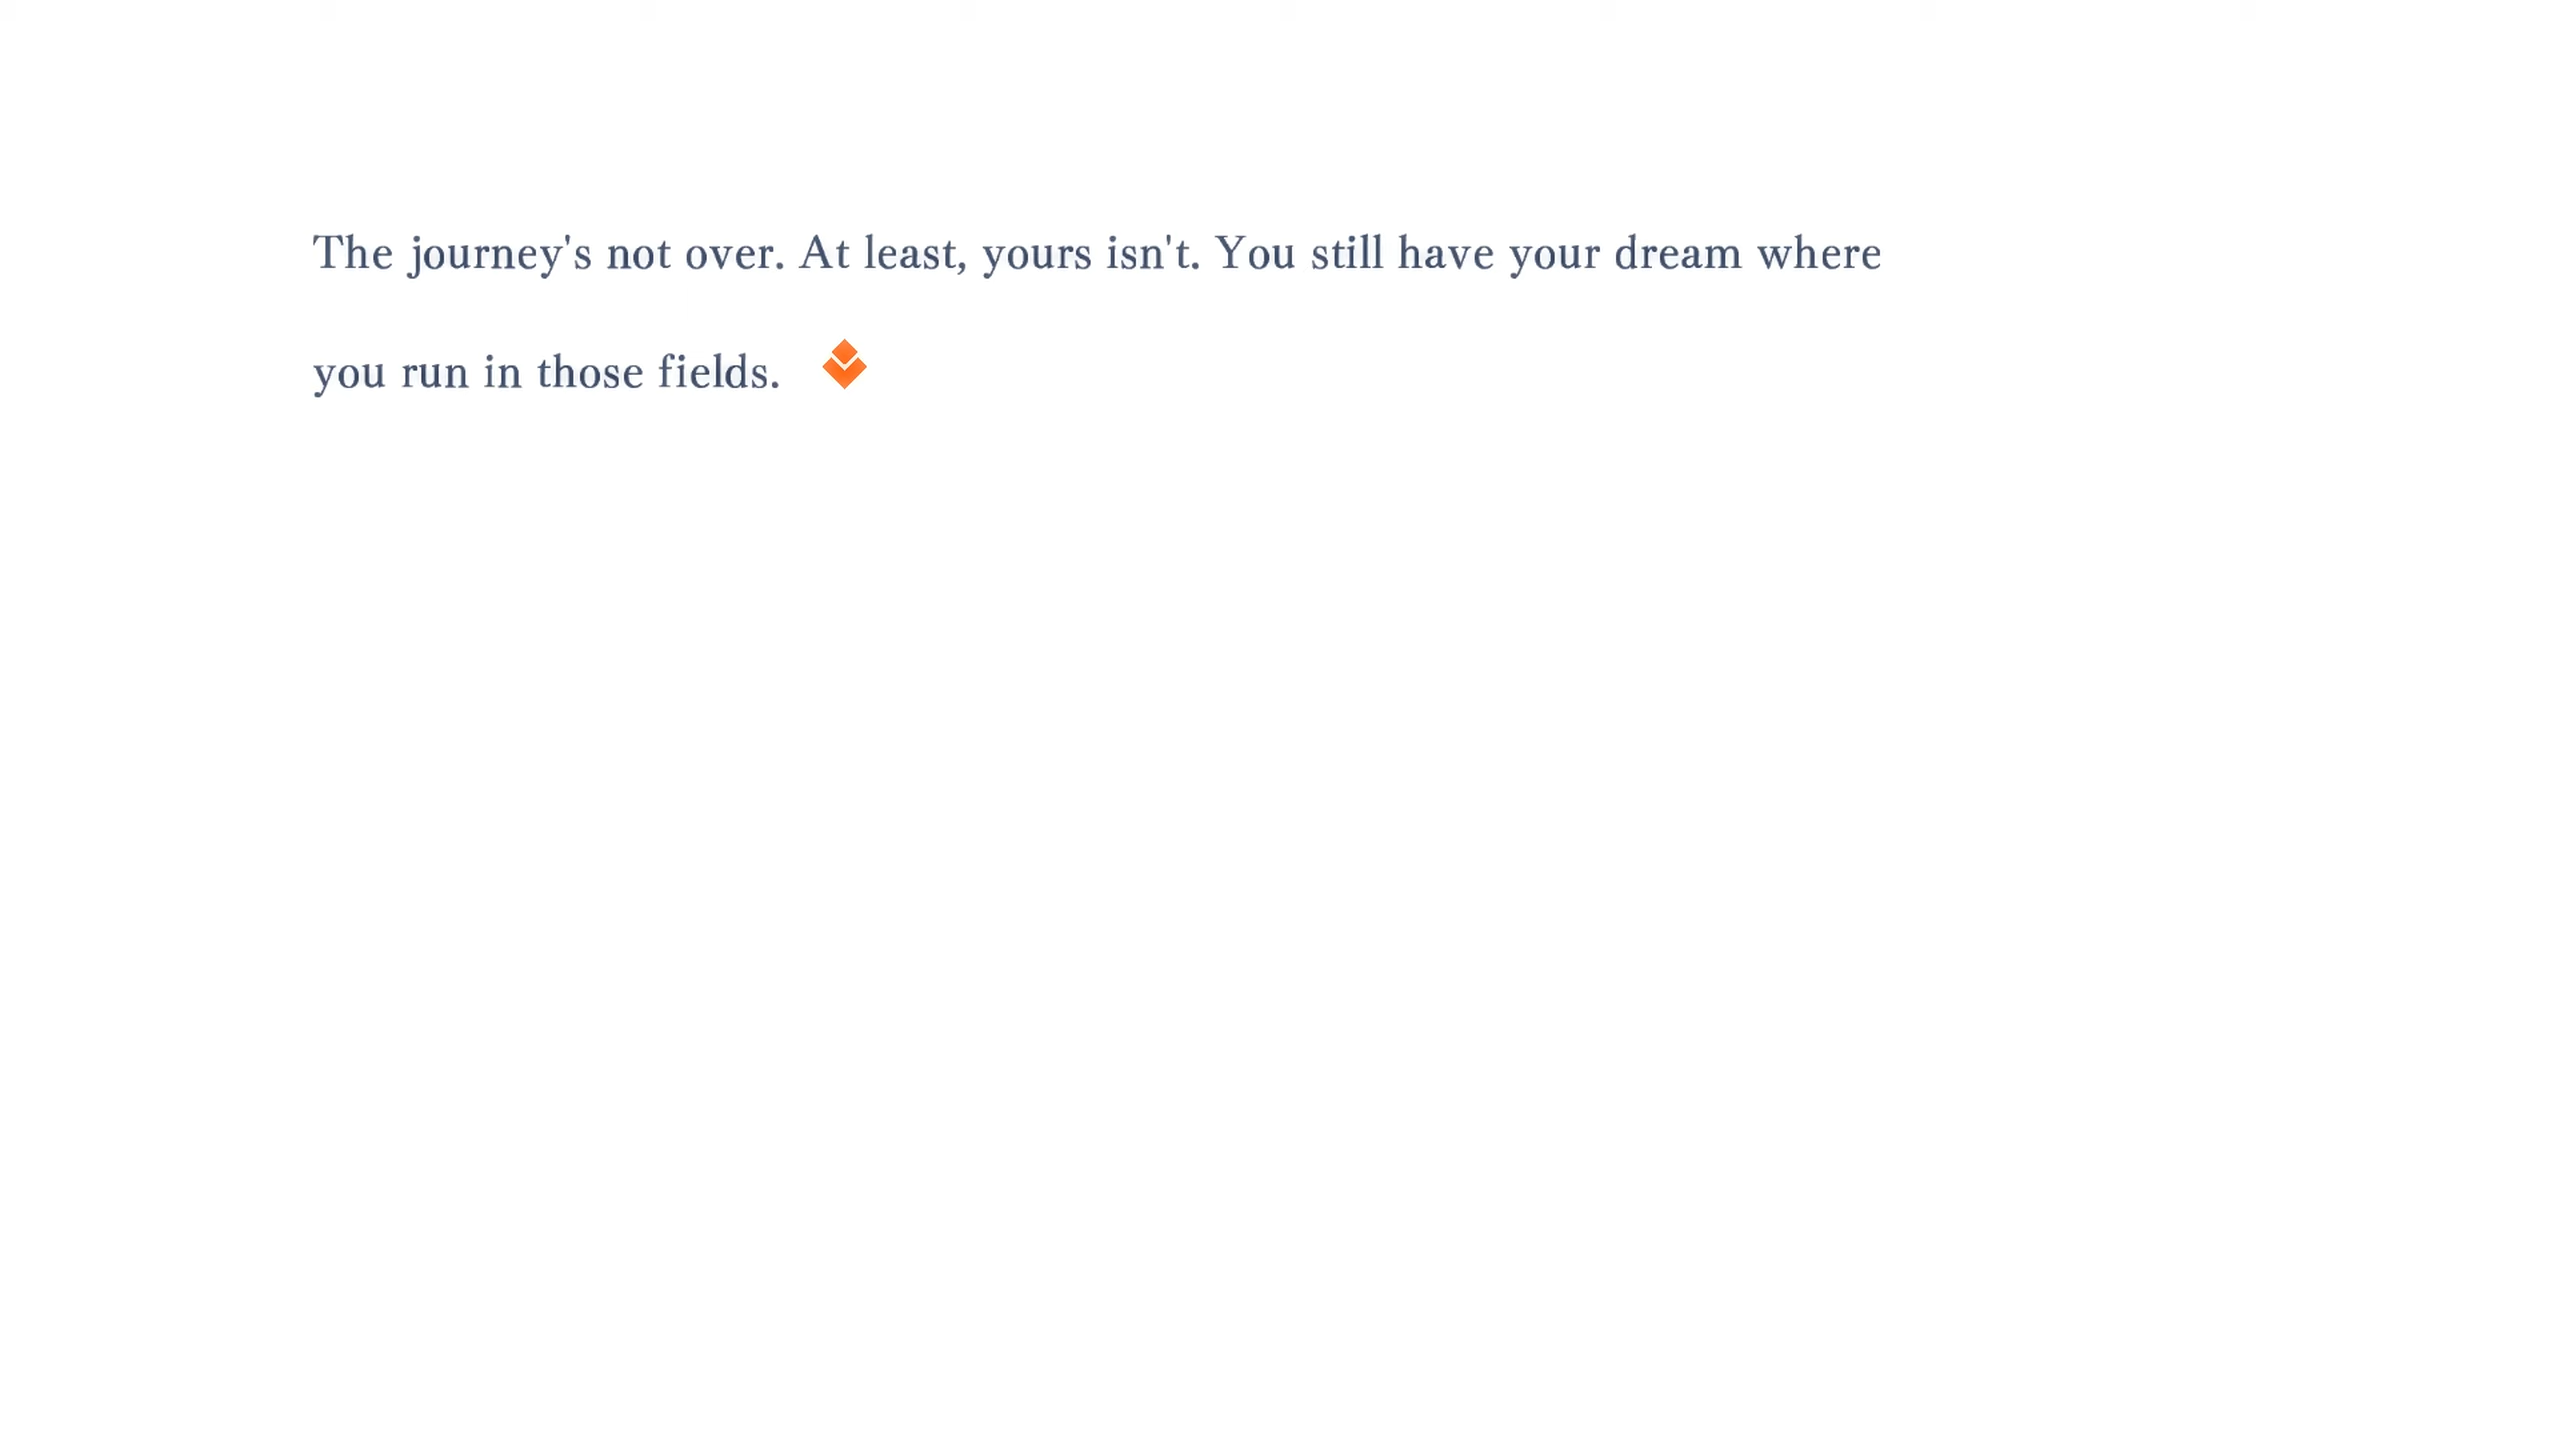 The journey's not over. At least, yours isn't. You still have your dream where
you run in those fields.